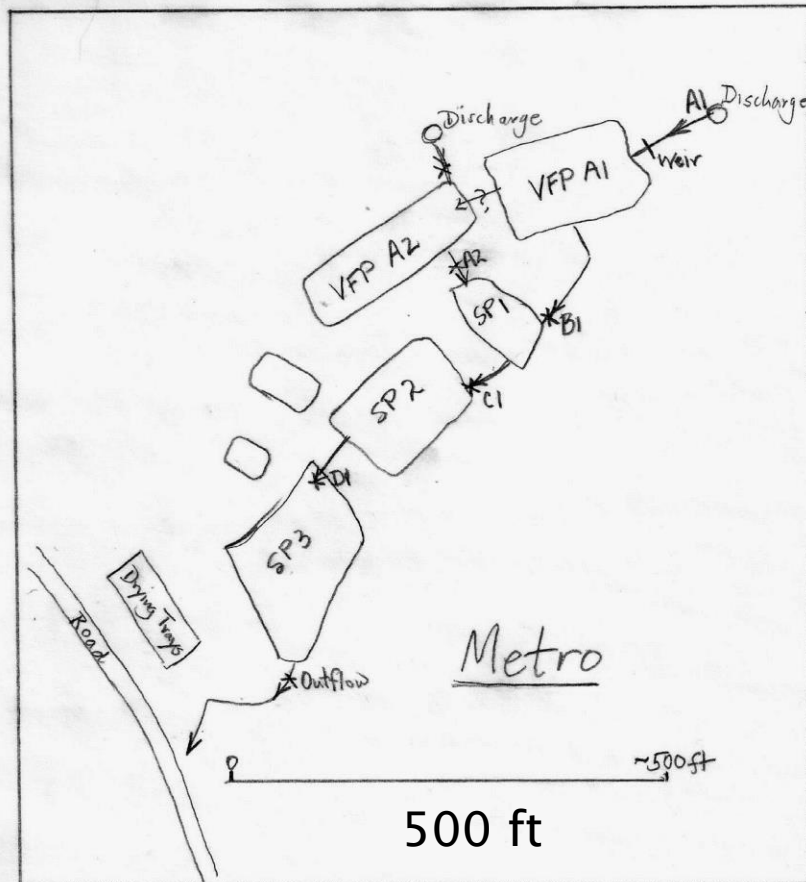 A1 Discharge
Discharge
Weir
VFP A1
?
VFP A2
A2
SP1
B1
SP2
C1
D1
SP3
Drying Trays
Road
Metro
Outflow
0 ~500ft
500 ft